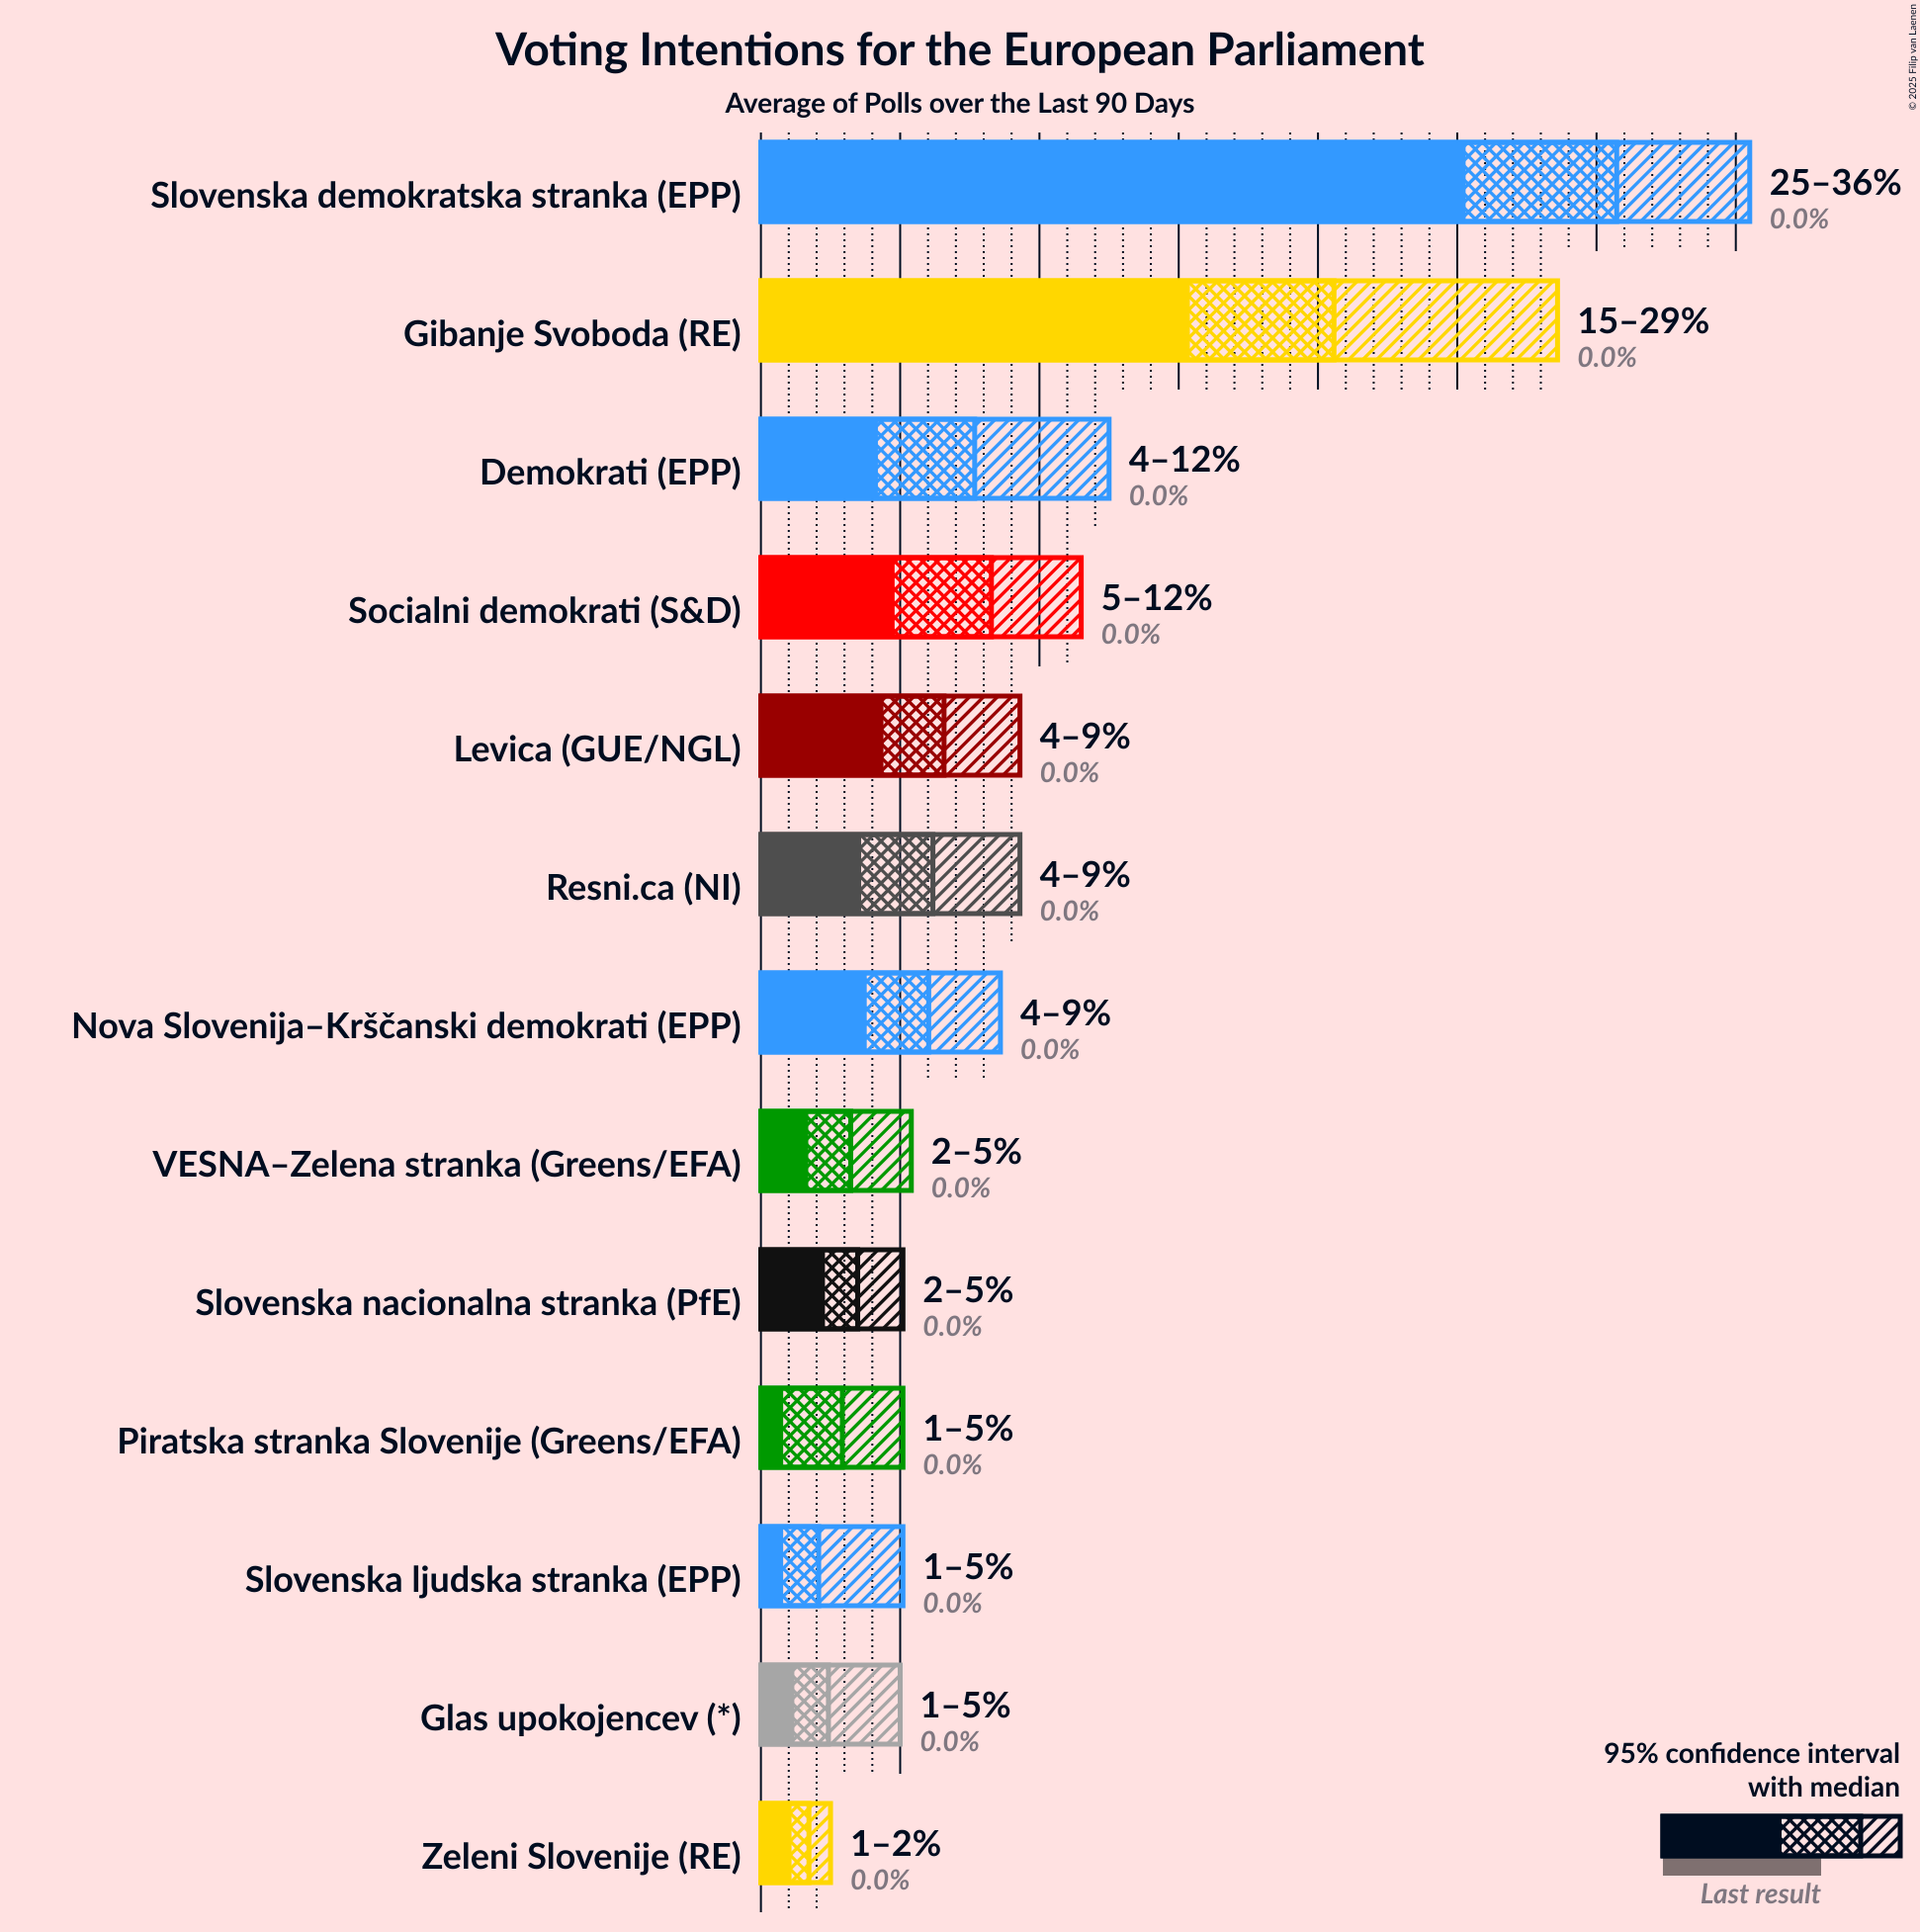 © 2025 Filip van Laenen
Voting Intentions for the European Parliament
Average of Polls over the Last 90 Days
Slovenska demokratska stranka (EPP)
25–36%
0.0%
Gibanje Svoboda (RE)
15–29%
0.0%
Demokrati (EPP)
4–12%
0.0%
Socialni demokrati (S&D)
5–12%
0.0%
Levica (GUE/NGL)
4–9%
0.0%
Resni.ca (NI)
4–9%
0.0%
Nova Slovenija–Krščanski demokrati (EPP)
4–9%
0.0%
VESNA–Zelena stranka (Greens/EFA)
2–5%
0.0%
Slovenska nacionalna stranka (PfE)
2–5%
0.0%
Piratska stranka Slovenije (Greens/EFA)
1–5%
0.0%
Slovenska ljudska stranka (EPP)
1–5%
0.0%
Glas upokojencev (*)
1–5%
0.0%
Zeleni Slovenije (RE)
1–2%
0.0%
95% confidence interval
with median
Last result